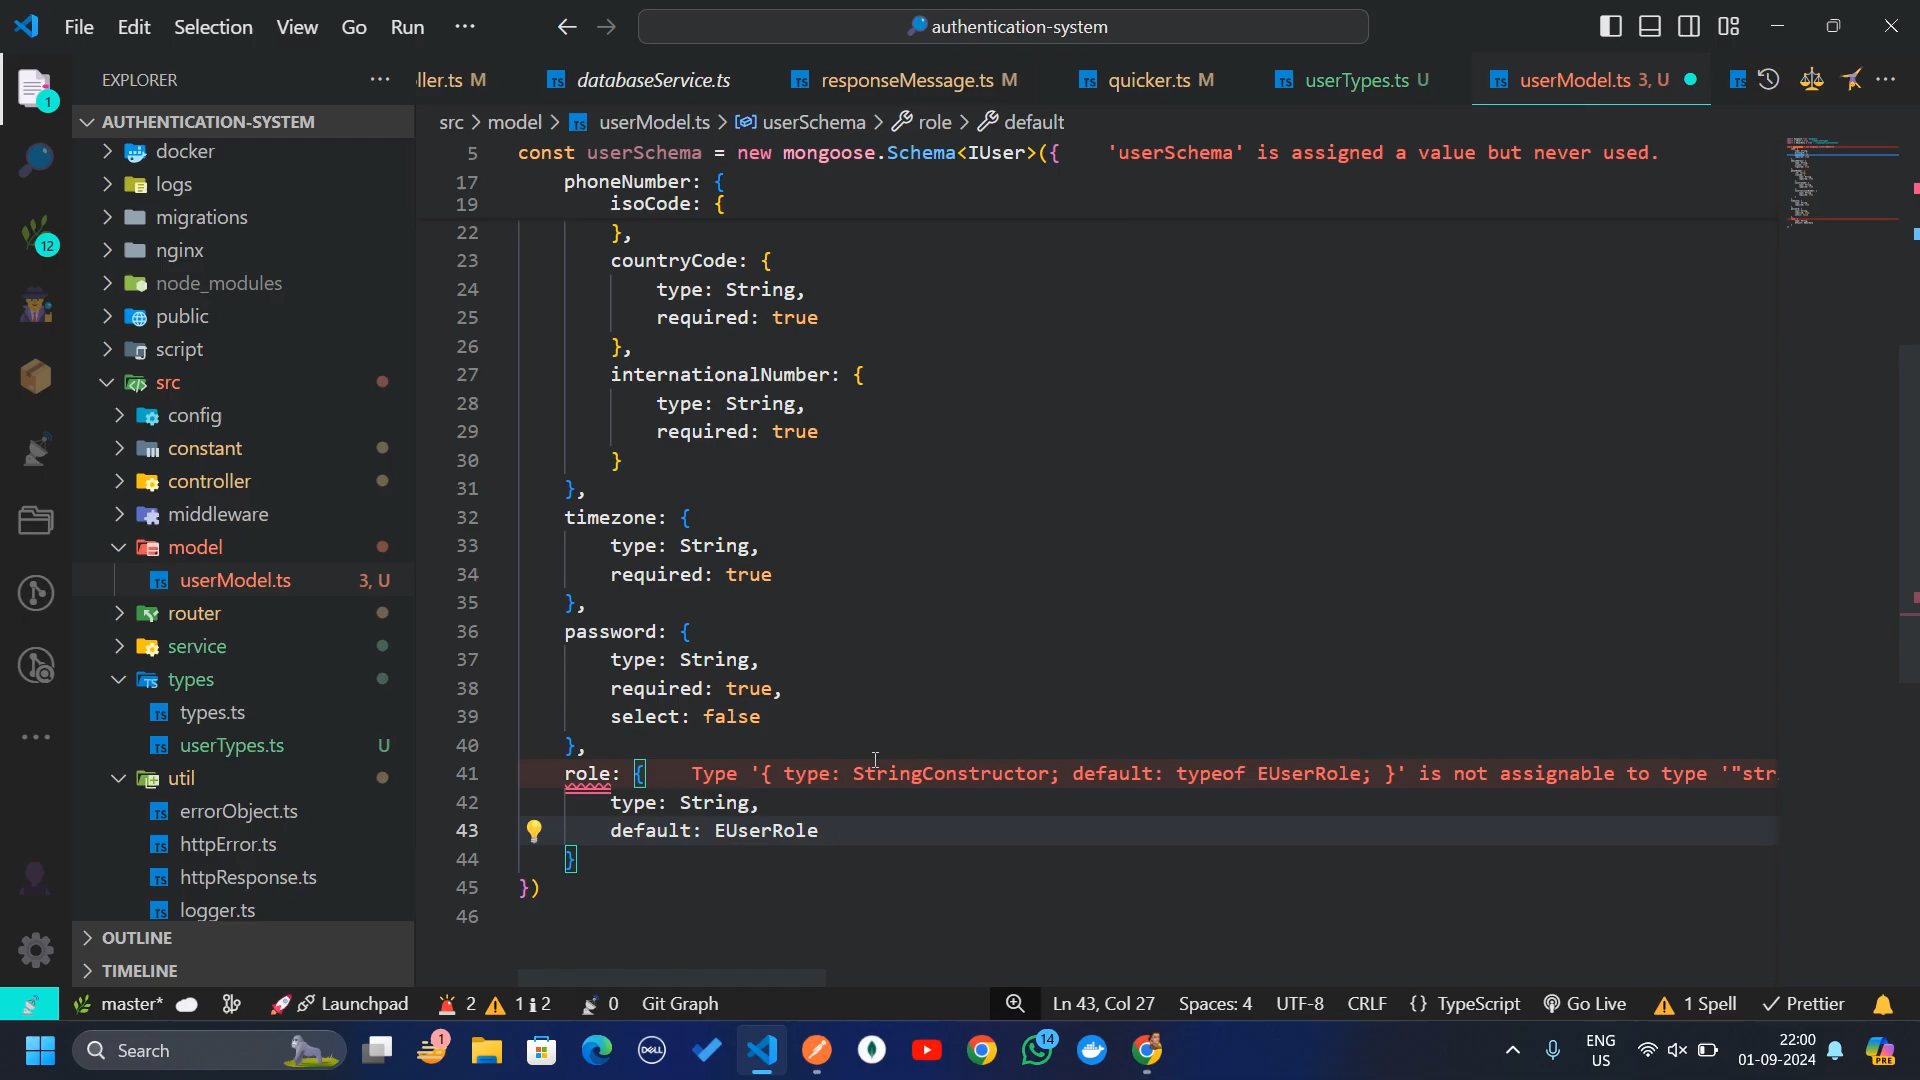 File Edit Selection View Go Run ···
authentication-system
EXPLORER
ller.ts M
databaseService.ts
responseMessage.ts M
quicker.ts M
userTypes.ts U
userModel.ts 3, U
AUTHENTICATION-SYSTEM
src > model > userModel.ts > userSchema > role > default
docker
logs
migrations
nginx
node_modules
public
script
src
config
constant
controller
middleware
model
userModel.ts 3, U
router
service
types
types.ts
userTypes.ts U
util
errorObject.ts
httpError.ts
httpResponse.ts
logger.ts
OUTLINE
TIMELINE
1
12
5 const userSchema = new mongoose.Schema<IUser>({ 'userSchema' is assigned a value but never used.
17 phoneNumber: {
19 isoCode: {
22 },
23 countryCode: {
24 type: String,
25 required: true
26 },
27 internationalNumber: {
28 type: String,
29 required: true
30 }
31 },
32 timezone: {
33 type: String,
34 required: true
35 },
36 password: {
37 type: String,
38 required: true,
39 select: false
40 },
41 role: { Type '{ type: StringConstructor; default: typeof EUserRole; }' is not assignable to type '"str
42 type: String,
43 default: EUserRole
44 }
45 })
46
master* Launchpad 2 1 2 0 Git Graph Ln 43, Col 27 Spaces: 4 UTF-8 CRLF {} TypeScript Go Live 1 Spell Prettier
Search
1
DELL
14
ENG
US
22:00
01-09-2024
PRE